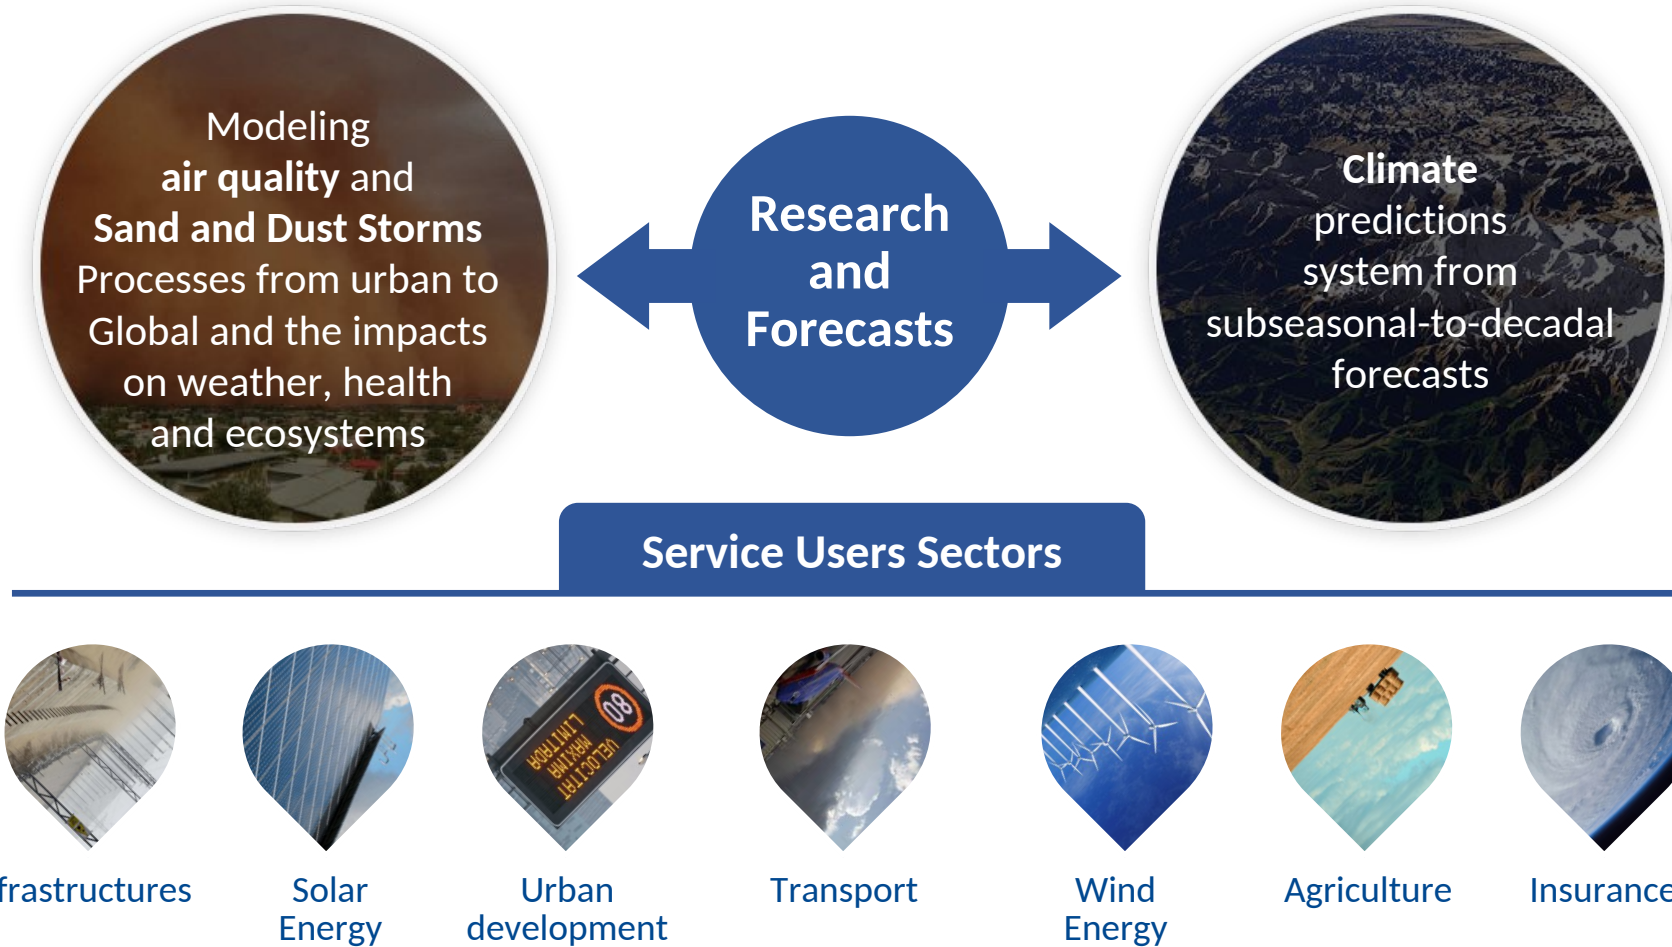 Modeling
air quality and
Sand and Dust Storms
Processes from urban to
Global and the impacts
on weather, health
and ecosystems
Research
and
Forecasts
Climate
predictions
system from
subseasonal-to-decadal
forecasts
Service Users Sectors
80
VELOCITAT
MAXIMA
LIMITADA
frastructures
Solar
Energy
Urban
development
Transport
Wind
Energy
Agriculture
Insurance